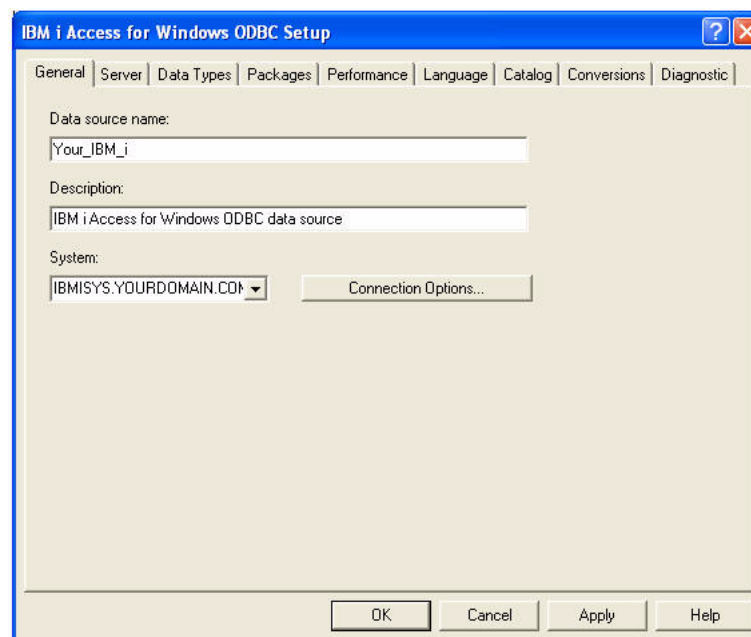 IBM i Access for Windows ODBC Setup
General Server Data Types Packages Performance Language Catalog Conversions Diagnostic
Data source name:
Your_IBM_i
Description:
IBM i Access for Windows ODBC data source
System:
IBMISYS.YOURDOMAIN.COM Connection Options...
OK Cancel Apply Help